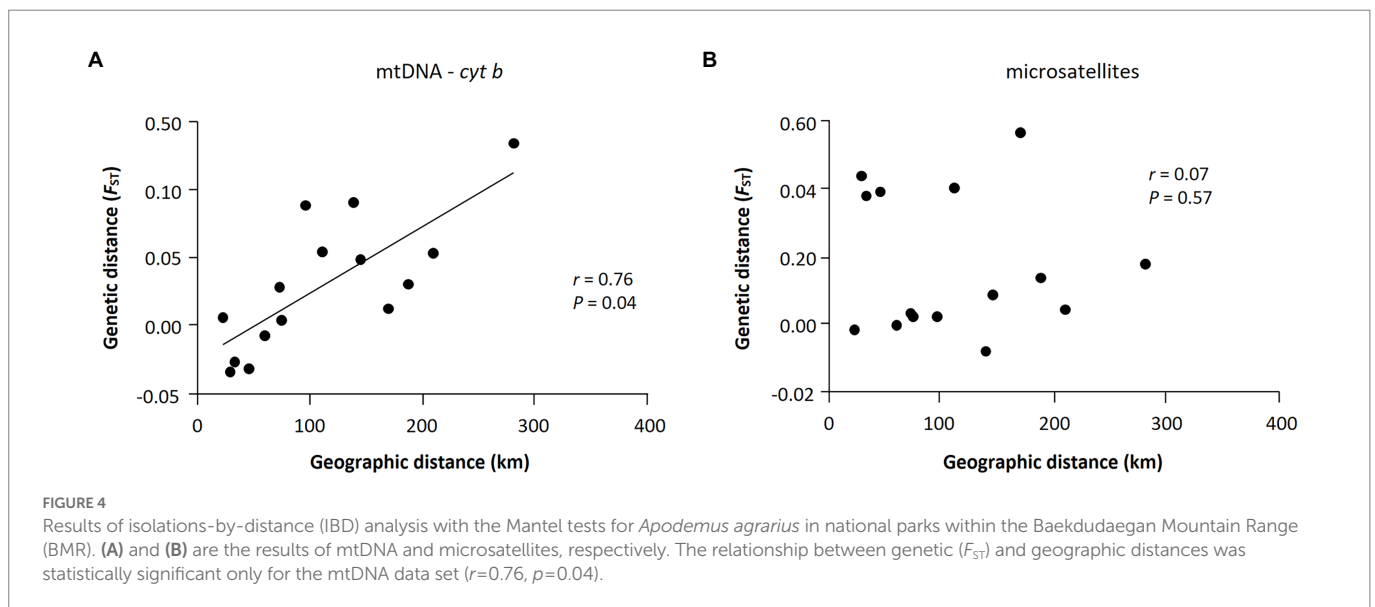 A
mtDNA - cyt b
0.50
0.10
0.05
0.00
-0.05
Genetic distance (FST)
r = 0.76
P = 0.04
0 100 200 300 400
Geographic distance (km)
B
microsatellites
0.60
0.04
0.20
0.00
-0.02
Genetic distance (FST)
r = 0.07
P = 0.57
0 100 200 300 400
Geographic distance (km)
FIGURE 4
Results of isolations-by-distance (IBD) analysis with the Mantel tests for Apodemus agrarius in national parks within the Baekdudaegan Mountain Range
(BMR). (A) and (B) are the results of mtDNA and microsatellites, respectively. The relationship between genetic (FST) and geographic distances was
statistically significant only for the mtDNA data set (r=0.76, p=0.04).